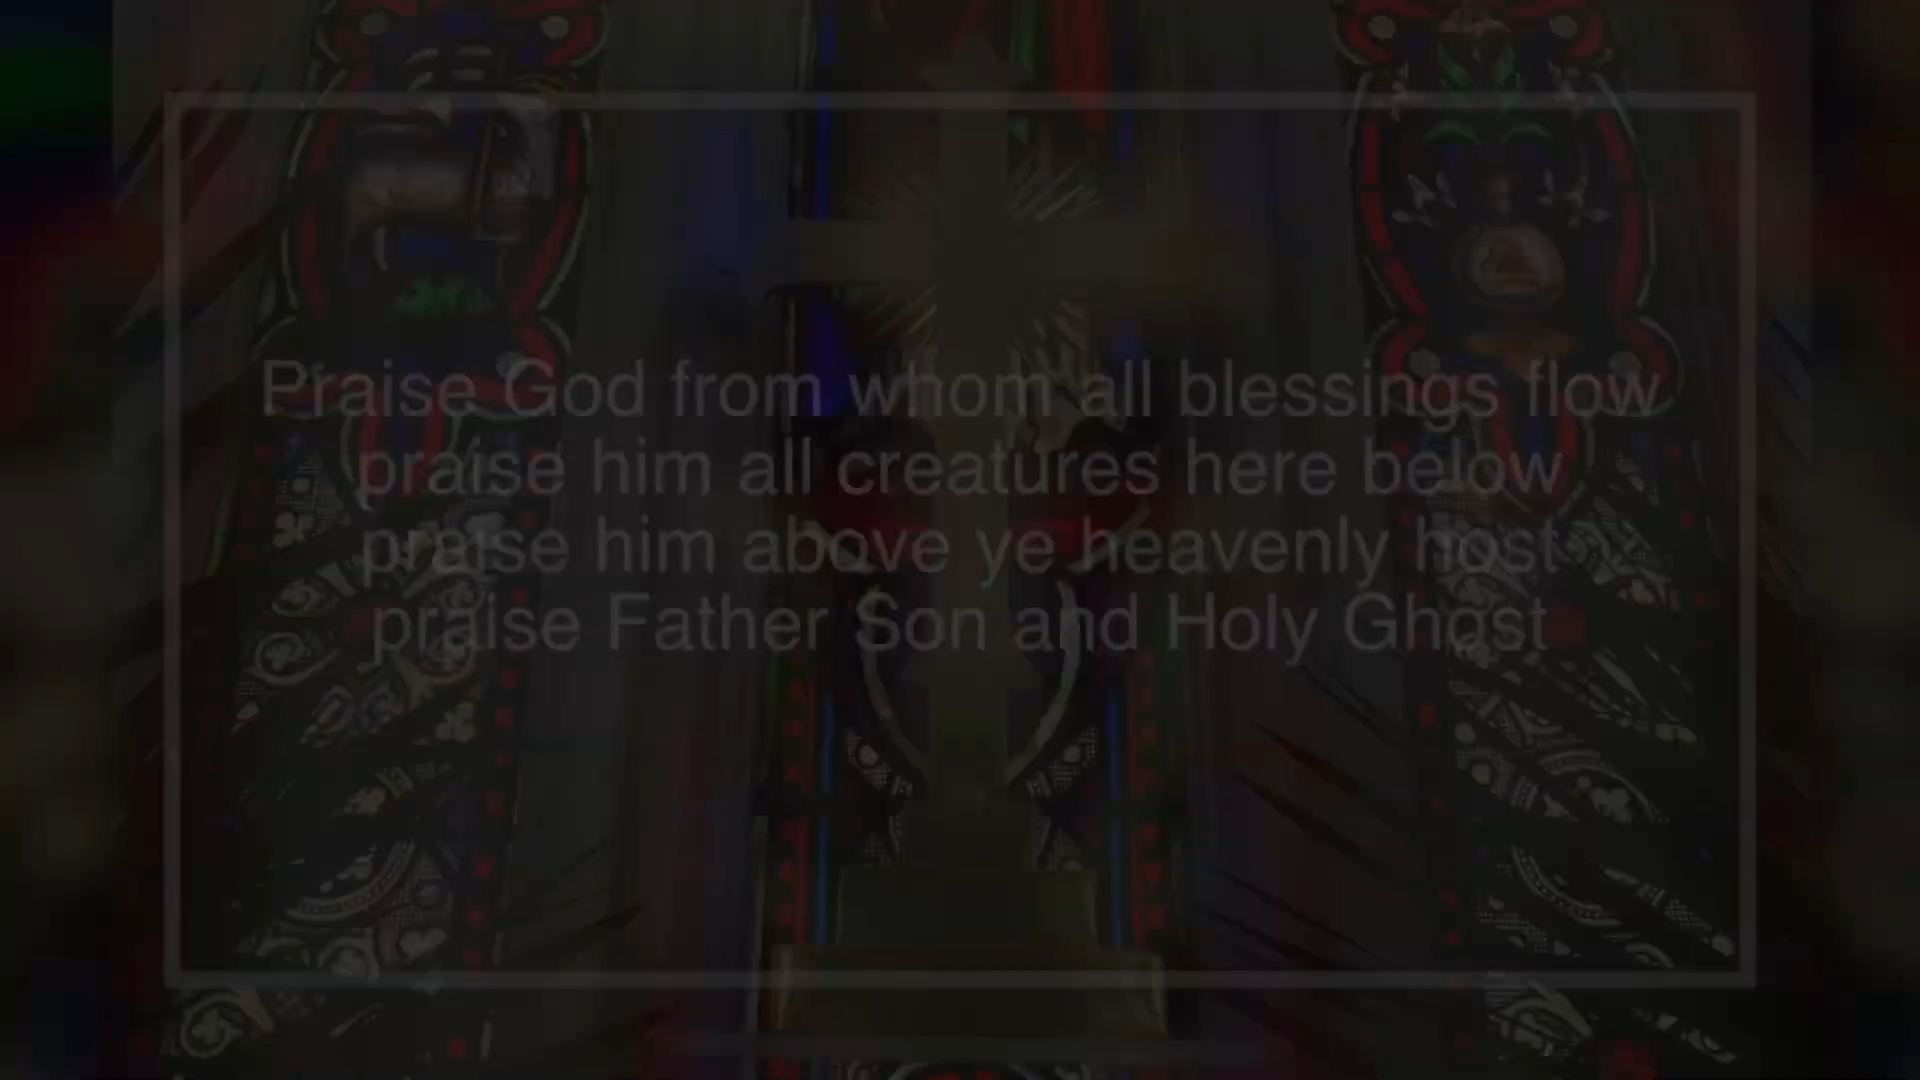 Praise God from whom all blessings flow
praise him all creatures here below
praise him above ye heavenly host
praise Father Son and Holy Ghost